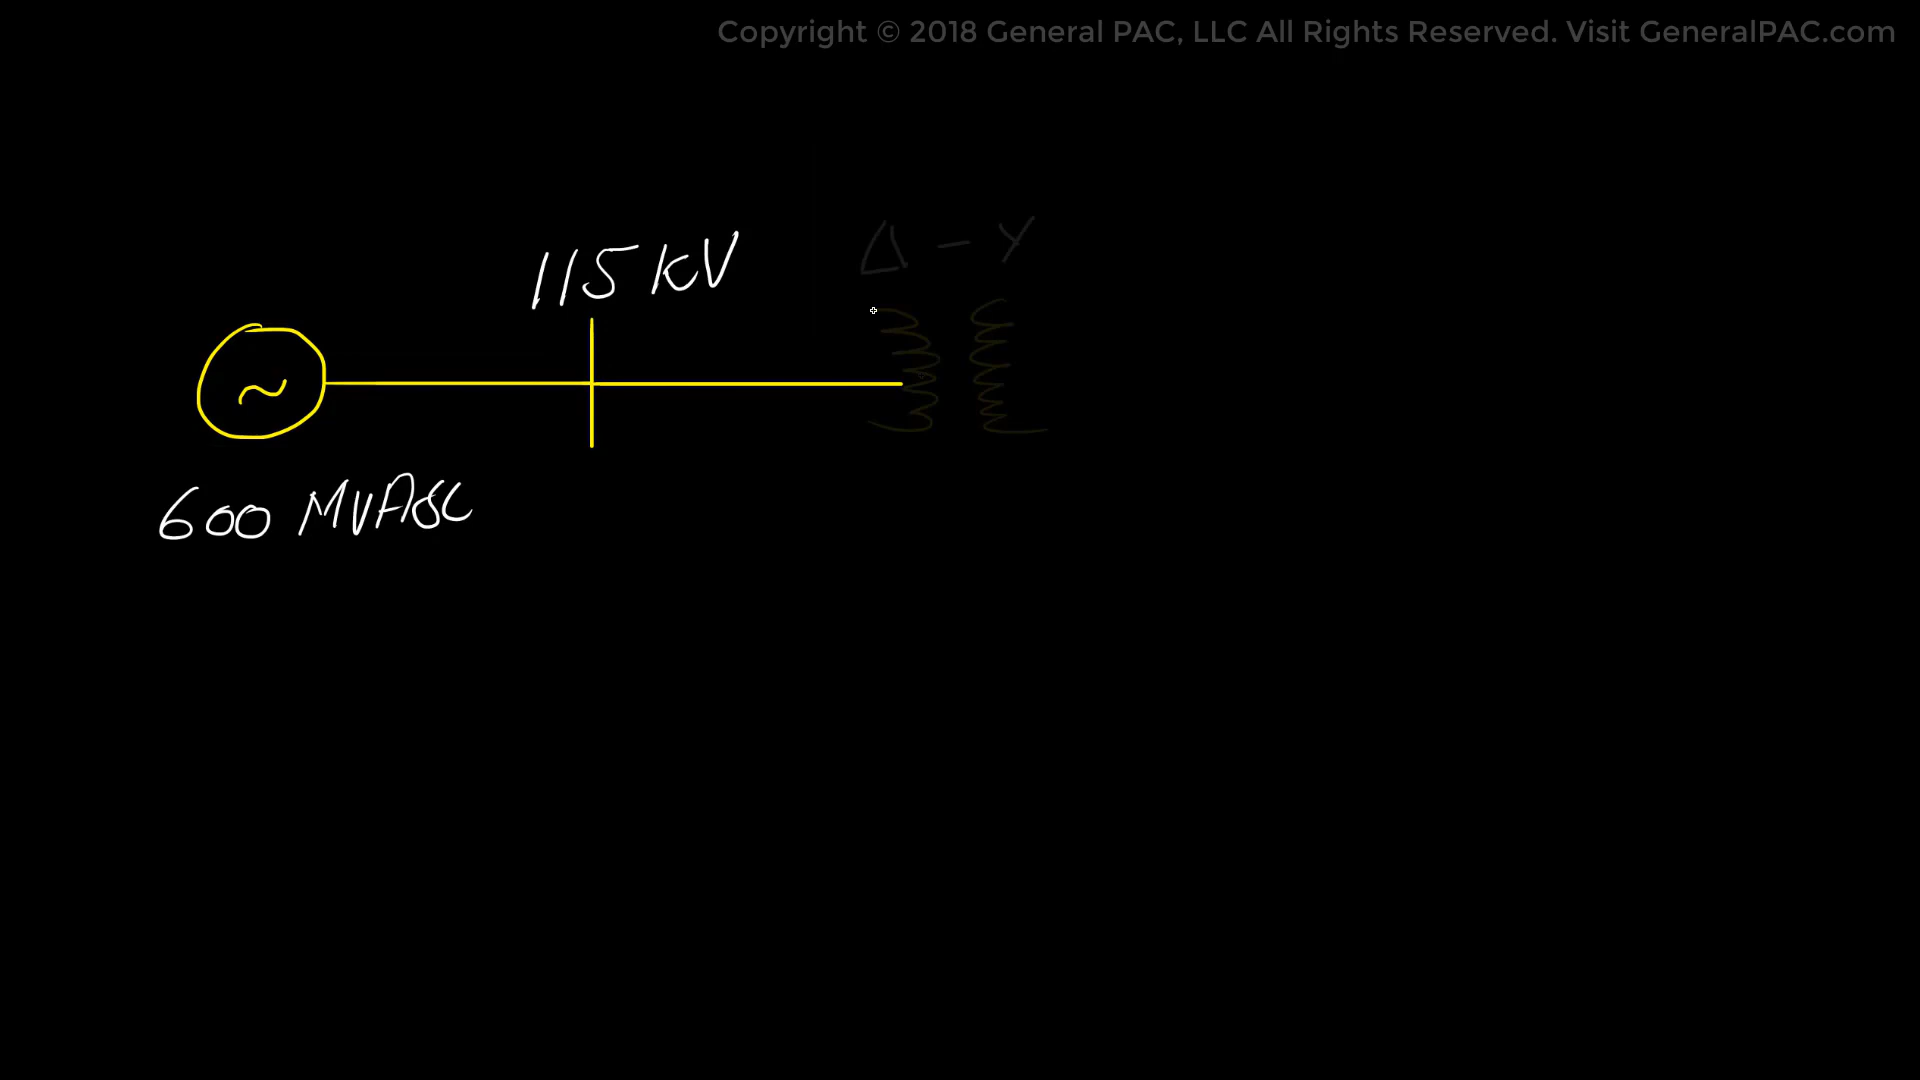 Copyright © 2018 General PAC, LLC All Rights Reserved. Visit GeneralPAC.com
Δ - Y
115 kV
~
600 MVASC